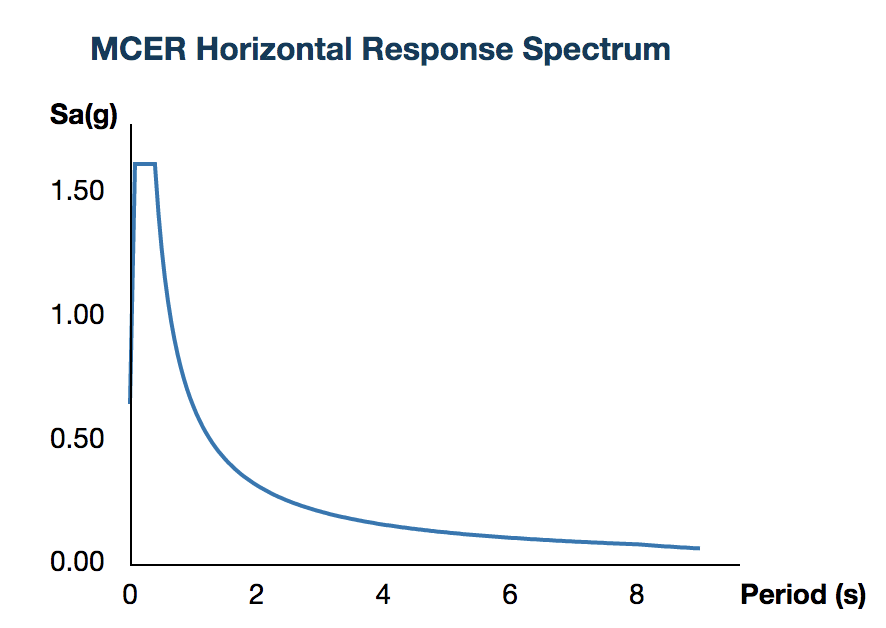 MCER Horizontal Response Spectrum
Sa(g)
1.50
1.00
0.50
0.00
0 2 4 6 8 Period (s)